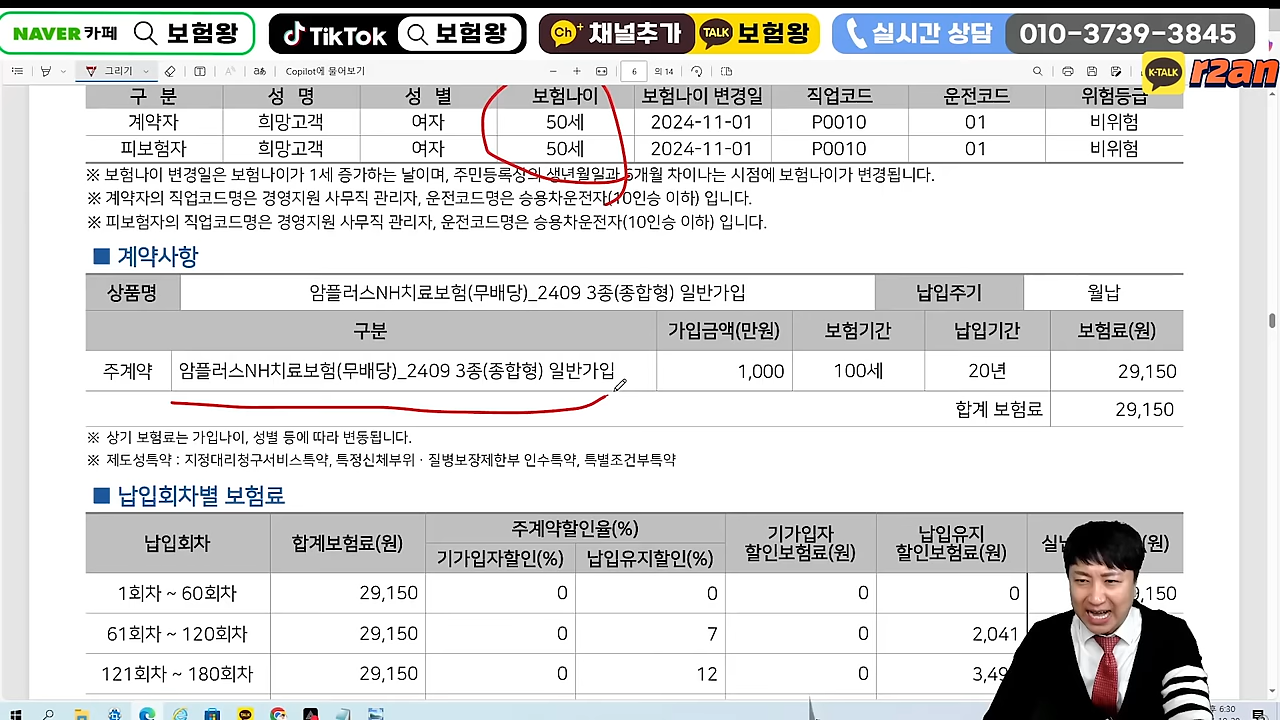 NAVER 카페 보험왕 TikTok 보험왕 Ch+ 채널추가 TALK 보험왕 실시간 상담 010-3739-3845
K-TALK r2an
그리기 Copilot에 물어보기 6 의 14
구 분 성 명 성 별 보험나이 보험나이 변경일 직업코드 운전코드 위험등급
계약자 희망고객 여자 50세 2024-11-01 P0010 01 비위험
피보험자 희망고객 여자 50세 2024-11-01 P0010 01 비위험
※ 보험나이 변경일은 보험나이가 1세 증가하는 날이며, 주민등록상의 생년월일과 6개월 차이나는 시점에 보험나이가 변경됩니다.
※ 계약자의 직업코드명은 경영지원 사무직 관리자, 운전코드명은 승용차운전자(10인승 이하) 입니다.
※ 피보험자의 직업코드명은 경영지원 사무직 관리자, 운전코드명은 승용차운전자(10인승 이하) 입니다.
■ 계약사항
상품명 암플러스NH치료보험(무배당)_2409 3종(종합형) 일반가입 납입주기 월납
구분 가입금액(만원) 보험기간 납입기간 보험료(원)
주계약 암플러스NH치료보험(무배당)_2409 3종(종합형) 일반가입 1,000 100세 20년 29,150
합계 보험료 29,150
※ 상기 보험료는 가입나이, 성별 등에 따라 변동됩니다.
※ 제도성특약 : 지정대리청구서비스특약, 특정신체부위 · 질병보장제한부 인수특약, 특별조건부특약
■ 납입회차별 보험료
납입회차 합계보험료(원) 주계약할인율(%) 기가입자 할인보험료(원) 납입유지 할인보험료(원) (원)
기가입자할인(%) 납입유지할인(%)
1회차 ~ 60회차 29,150 0 0 0 0 9,150
61회차 ~ 120회차 29,150 0 7 0 2,041
121회차 ~ 180회차 29,150 0 12 0 3,49
6:30